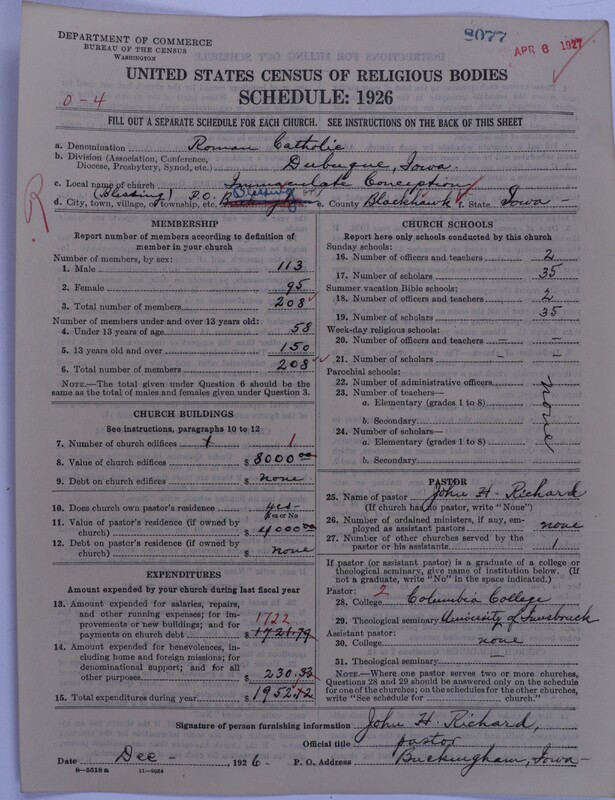 8077
APR 8 1927
DEPARTMENT OF COMMERCE
BUREAU OF THE CENSUS
WASHINGTON
UNITED STATES CENSUS OF RELIGIOUS BODIES
SCHEDULE: 1926
0-4
FILL OUT A SEPARATE SCHEDULE FOR EACH CHURCH. SEE INSTRUCTIONS ON THE BACK OF THIS SHEET
a. Denomination Roman Catholic
b. Division (Association, Conference, Diocese, Presbytery, Synod, etc.) Dubuque, Iowa.
c. Local name of church Immaculate Conception
(Blessing) P.O.
d. City, town, village, or township, etc. e. County Blackhawk f. State Iowa -
R
MEMBERSHIP
Report number of members according to definition of
member in your church
Number of members, by sex:
1. Male 113
2. Female 95
3. Total number of members 208
Number of members under and over 13 years old:
4. Under 13 years of age 58
5. 13 years old and over 150
6. Total number of members 208
NOTE.—The total given under Question 6 should be
the same as the total of males and females given under Question 3.
CHURCH BUILDINGS
See instructions, paragraphs 10 to 12
7. Number of church edifices 1 1
8. Value of church edifices $ 8000 00
9. Debt on church edifices $ none
10. Does church own pastor's residence? yes-
Yes or No
11. Value of pastor's residence (if owned by
church) $ 4000 00
12. Debt on pastor's residence (if owned by
church) $ none
EXPENDITURES
Amount expended by your church during last fiscal year
13. Amount expended for salaries, repairs,
and other running expenses; for im-
provements or new buildings; and for
payments on church debt $ 1721.79
1722
14. Amount expended for benevolences,
including home and foreign missions; for
denominational support; and for all
other purposes $ 230.33
15. Total expenditures during year $ 1952.12
CHURCH SCHOOLS
Report here only schools conducted by this church
Sunday schools:
16. Number of officers and teachers 2
17. Number of scholars 35
Summer vacation Bible schools:
18. Number of officers and teachers 2
19. Number of scholars 35
Week-day religious schools:
20. Number of officers and teachers — —
21. Number of scholars — —
Parochial schools:
22. Number of administrative officers
23. Number of teachers—
a. Elementary (grades 1 to 8)
b. Secondary
24. Number of scholars—
a. Elementary (grades 1 to 8)
b. Secondary
none
PASTOR
25. Name of pastor John H. Richard
(If church has no pastor, write "None")
26. Number of ordained ministers, if any, em-
ployed as assistant pastors none
27. Number of other churches served by the
pastor or his assistants 1
If pastor (or assistant pastor) is a graduate of a college or
theological seminary, give name of institution below. (If
not a graduate, write "No" in the space indicated.)
Pastor: 2
28. College Columbia College
29. Theological seminary University of Innsbruck
Assistant pastor:
30. College none
31. Theological seminary —
NOTE.—Where one pastor serves two or more churches,
Questions 28 and 29 should be answered only on the schedule
for one of the churches; on the schedules for the other churches,
write "See schedule for church."
Signature of person furnishing information John H. Richard,
Official title pastor
Date Dec - , 1926 - P. O. Address Buckingham, Iowa -
8—5518a 11—9024